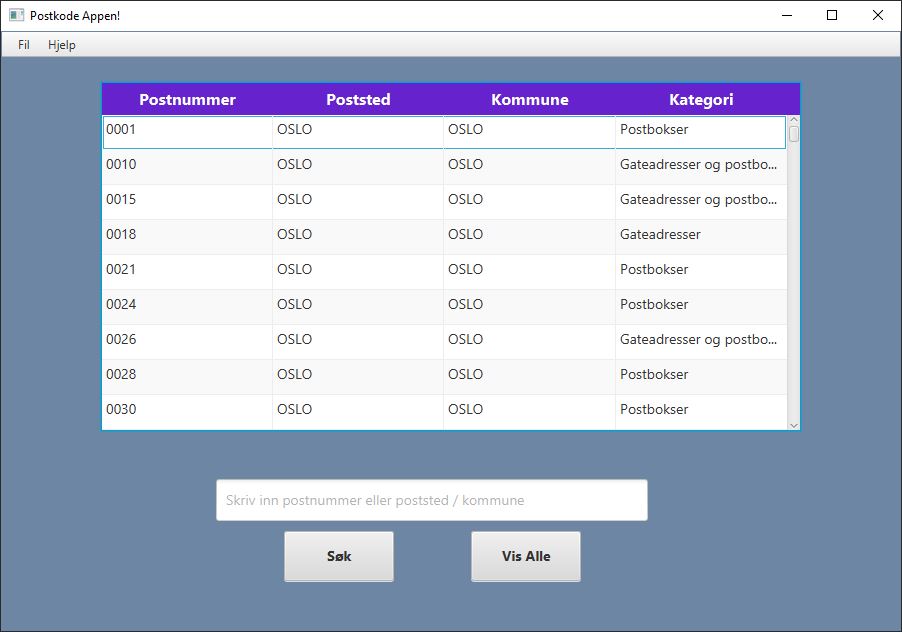 Postkode Appen!
Fil Hjelp
Postnummer Poststed Kommune Kategori
0001 OSLO OSLO Postbokser
0010 OSLO OSLO Gateadresser og postbo...
0015 OSLO OSLO Gateadresser og postbo...
0018 OSLO OSLO Gateadresser
0021 OSLO OSLO Postbokser
0024 OSLO OSLO Postbokser
0026 OSLO OSLO Gateadresser og postbo...
0028 OSLO OSLO Postbokser
0030 OSLO OSLO Postbokser
Skriv inn postnummer eller poststed / kommune
Søk Vis Alle